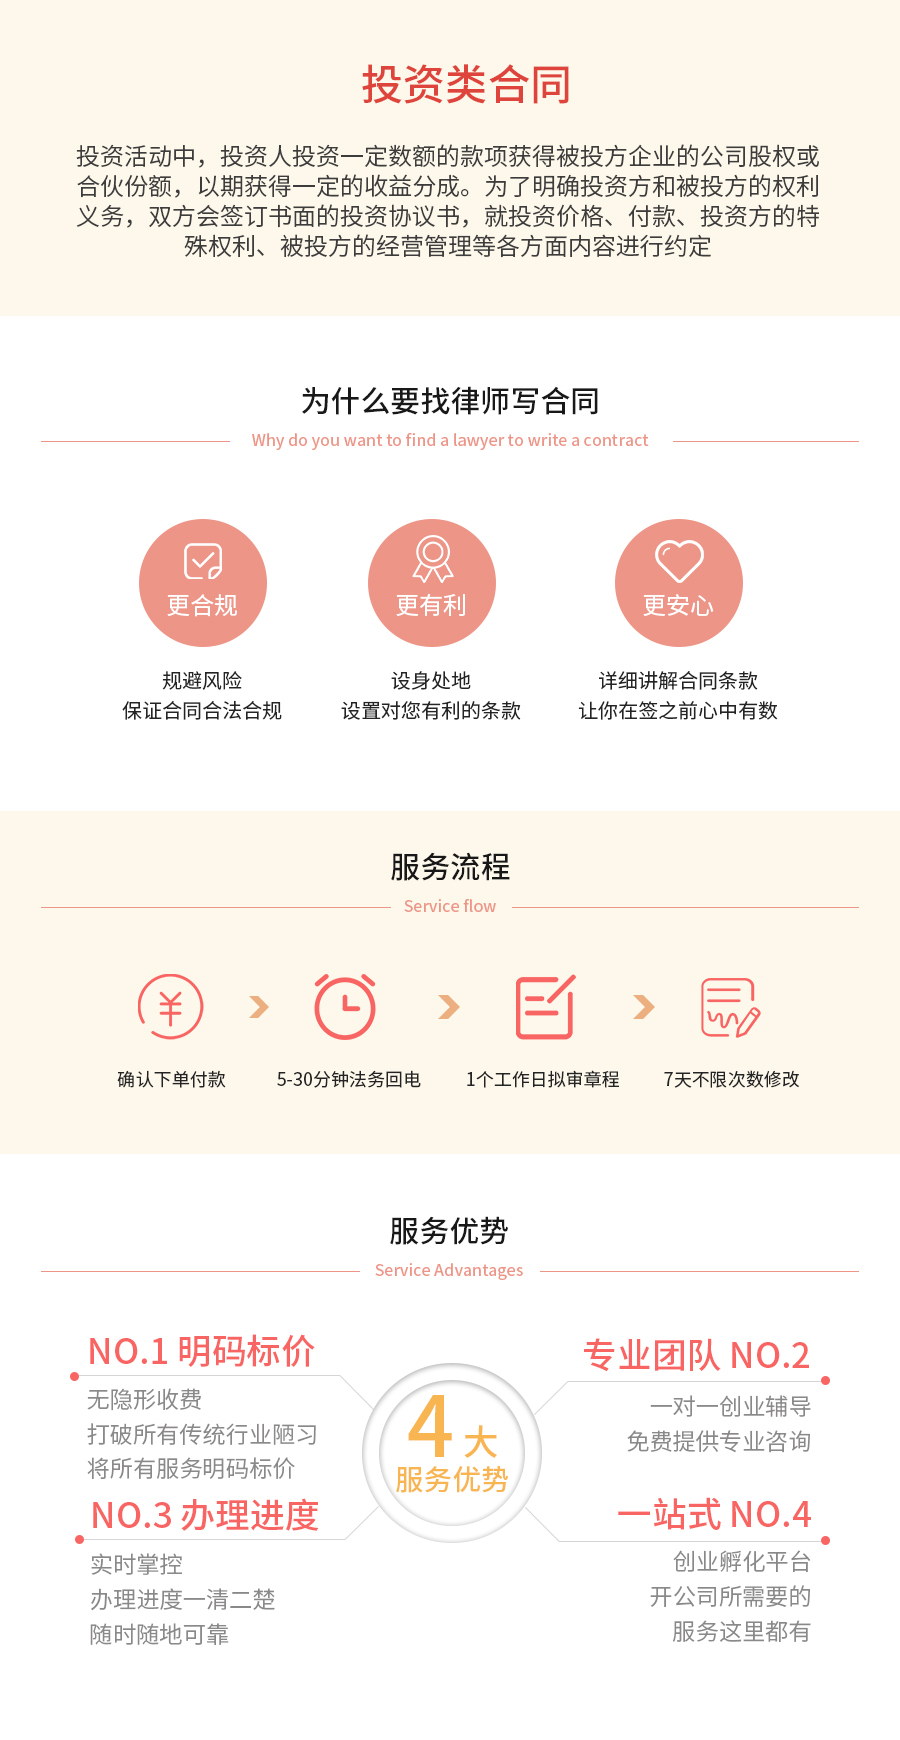 投资类合同
投资活动中，投资人投资一定数额的款项获得被投方企业的公司股权或
合伙份额，以期获得一定的收益分成。为了明确投资方和被投方的权利
义务，双方会签订书面的投资协议书，就投资价格、付款、投资方的特
殊权利、被投方的经营管理等各方面内容进行约定
为什么要找律师写合同
Why do you want to find a lawyer to write a contract
更合规
更有利
更安心
规避风险
保证合同合法合规
设身处地
设置对您有利的条款
详细讲解合同条款
让你在签之前心中有数
服务流程
Service flow
确认下单付款
5-30分钟法务回电
1个工作日拟审章程
7天不限次数修改
服务优势
Service Advantages
NO.1 明码标价
无隐形收费
打破所有传统行业陋习
将所有服务明码标价
专业团队 NO.2
一对一创业辅导
免费提供专业咨询
4 大
服务优势
NO.3 办理进度
实时掌控
办理进度一清二楚
随时随地可靠
一站式 NO.4
创业孵化平台
开公司所需要的
服务这里都有